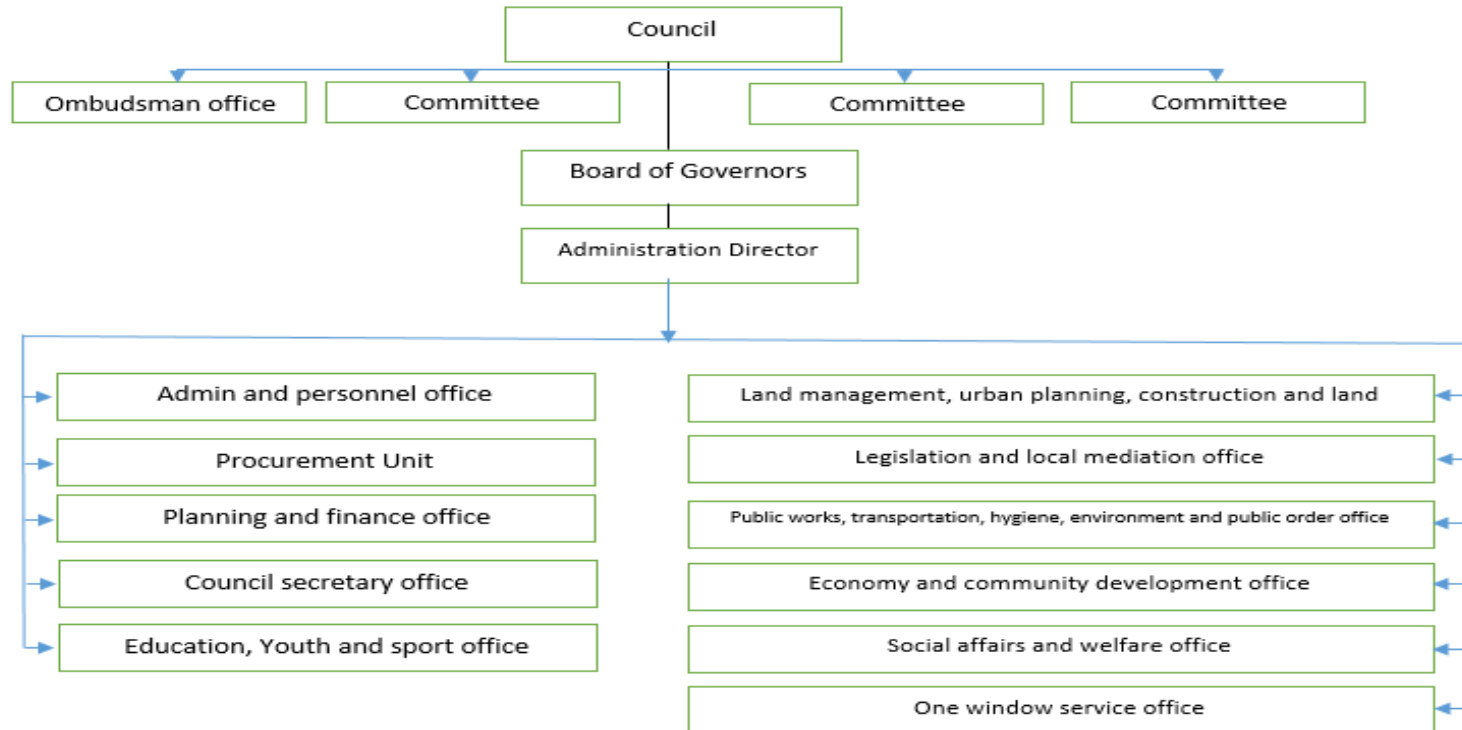 Council
Ombudsman office
Committee
Committee
Committee
Board of Governors
Administration Director
Admin and personnel office
Procurement Unit
Planning and finance office
Council secretary office
Education, Youth and sport office
Land management, urban planning, construction and land
Legislation and local mediation office
Public works, transportation, hygiene, environment and public order office
Economy and community development office
Social affairs and welfare office
One window service office